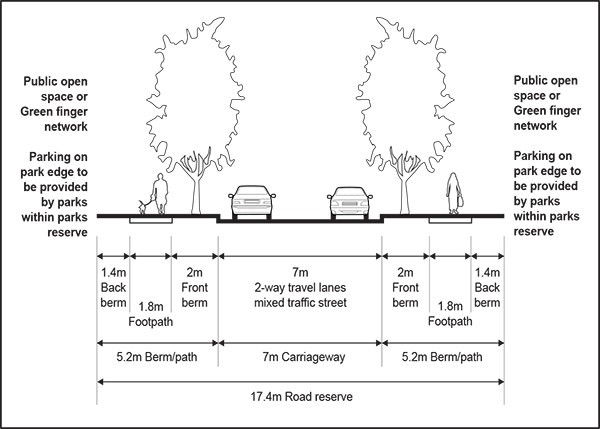 Public open
space or
Green finger
network
Parking on
park edge to
be provided
by parks
within parks
reserve
Public open
space or
Green finger
network
Parking on
park edge to
be provided
by parks
within parks
reserve
1.4m
Back
berm
1.8m
Footpath
2m
Front
berm
7m
2-way travel lanes
mixed traffic street
2m
Front
berm
1.8m
Footpath
1.4m
Back
berm
5.2m Berm/path
7m Carriageway
5.2m Berm/path
17.4m Road reserve